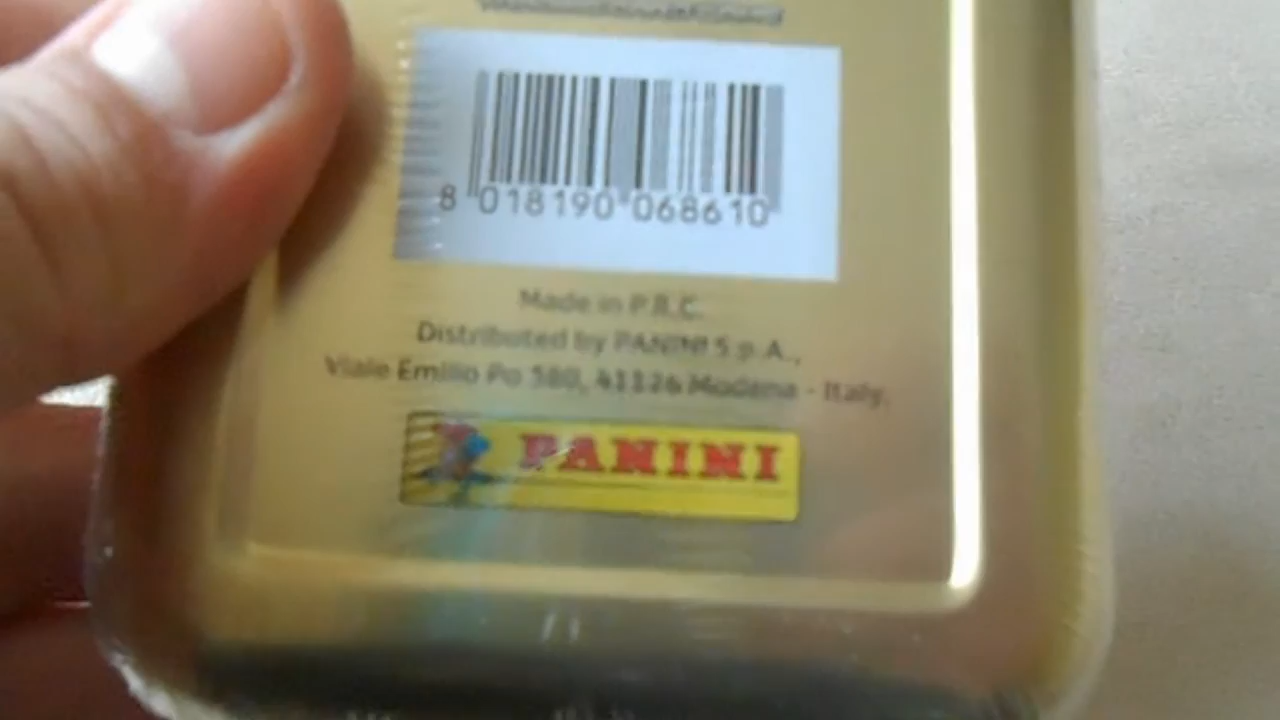 8 018190 068610
Made in P.R.C.
Distributed by PANINI S.p.A.,
Viale Emilio Po 380, 41126 Modena - Italy.
PANINI